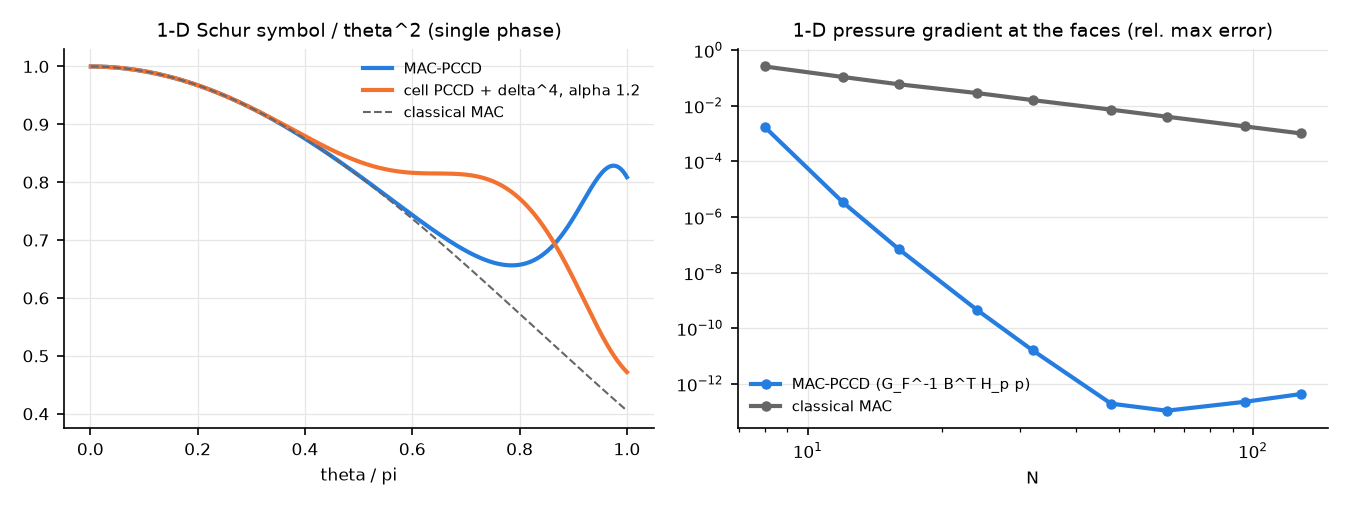 1-D Schur symbol / theta^2 (single phase)
1.0
0.9
0.8
0.7
0.6
0.5
0.4
MAC-PCCD
cell PCCD + delta^4, alpha 1.2
classical MAC
0.0 0.2 0.4 0.6 0.8 1.0
theta / pi
1-D pressure gradient at the faces (rel. max error)
10^0
10^-2
10^-4
10^-6
10^-8
10^-10
10^-12
MAC-PCCD (G_F^-1 B^T H_p p)
classical MAC
10^1 10^2
N